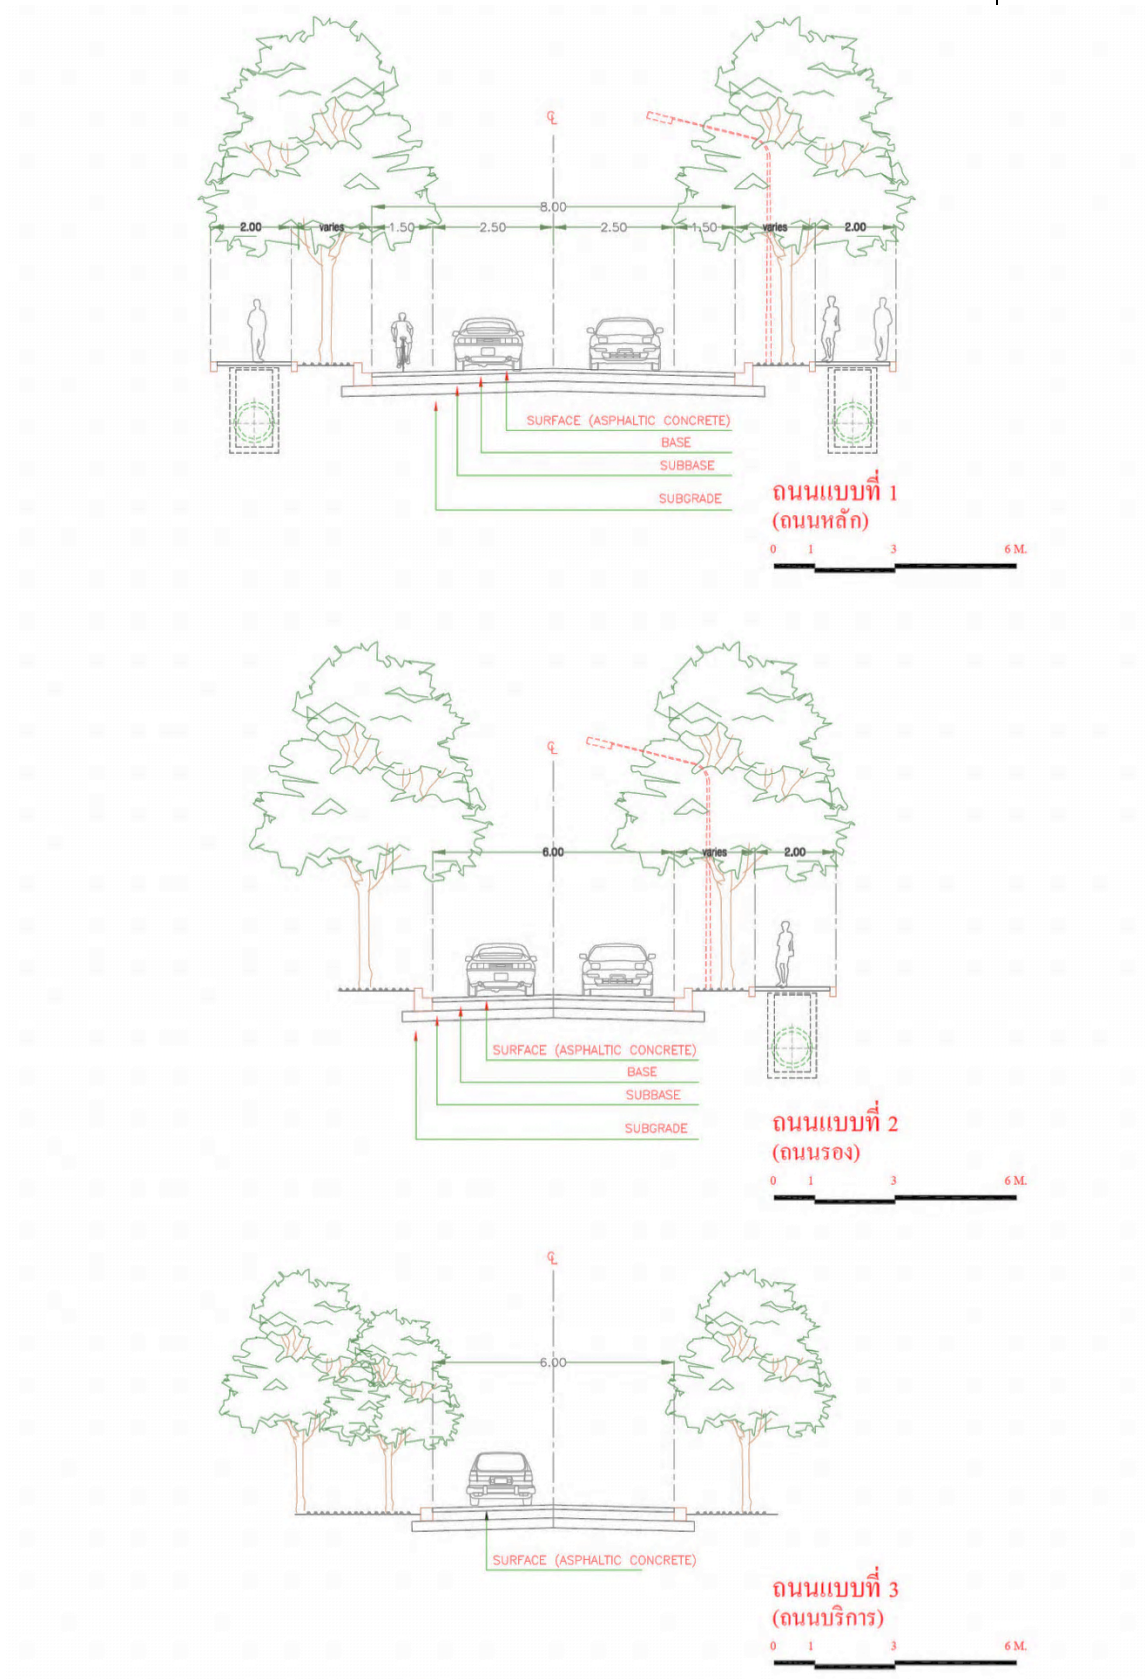 ℄
8.00
2.00 varies 1.50 2.50 2.50 1.50 varies 2.00
SURFACE (ASPHALTIC CONCRETE)
BASE
SUBBASE
SUBGRADE
ถนนแบบที่ 1
(ถนนหลัก)
0 1 3 6 M.
℄
6.00 varies 2.00
SURFACE (ASPHALTIC CONCRETE)
BASE
SUBBASE
SUBGRADE
ถนนแบบที่ 2
(ถนนรอง)
0 1 3 6 M.
℄
6.00
SURFACE (ASPHALTIC CONCRETE)
ถนนแบบที่ 3
(ถนนบริการ)
0 1 3 6 M.